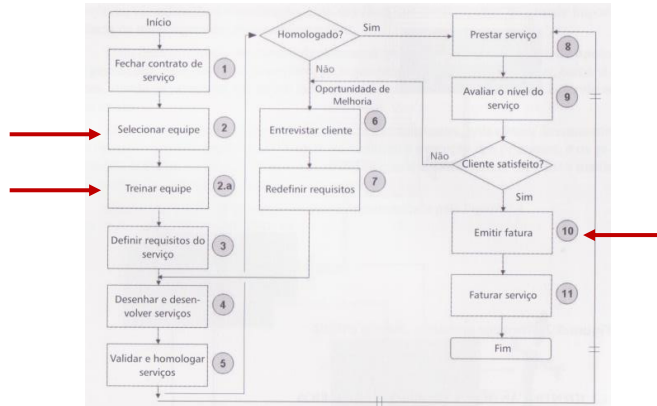 Início
Fechar contrato de
serviço
1
Selecionar equipe
2
Treinar equipe
2.a
Definir requisitos do
serviço
3
Desenhar e desen-
volver serviços
4
Validar e homologar
serviços
5
Homologado?
Sim
Não
Oportunidade de
Melhoria
Entrevistar cliente
6
Redefinir requisitos
7
Prestar serviço
8
Avaliar o nível do
serviço
9
Cliente satisfeito?
Não
Sim
Emitir fatura
10
Faturar serviço
11
Fim